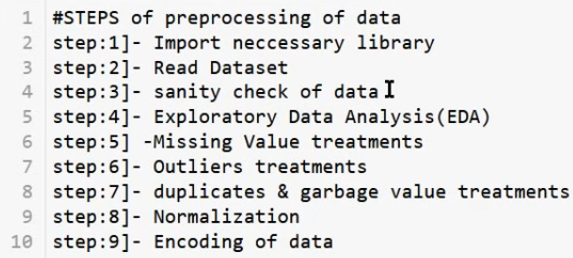 1 #STEPS of preprocessing of data
2 step:1]- Import neccessary library
3 step:2]- Read Dataset
4 step:3]- sanity check of data
5 step:4]- Exploratory Data Analysis(EDA)
6 step:5] -Missing Value treatments
7 step:6]- Outliers treatments
8 step:7]- duplicates & garbage value treatments
9 step:8]- Normalization
10 step:9]- Encoding of data